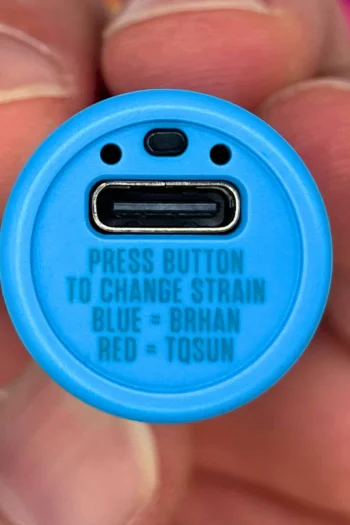 PRESS BUTTON
TO CHANGE STRAIN
BLUE = BRHAN
RED = TQSUN